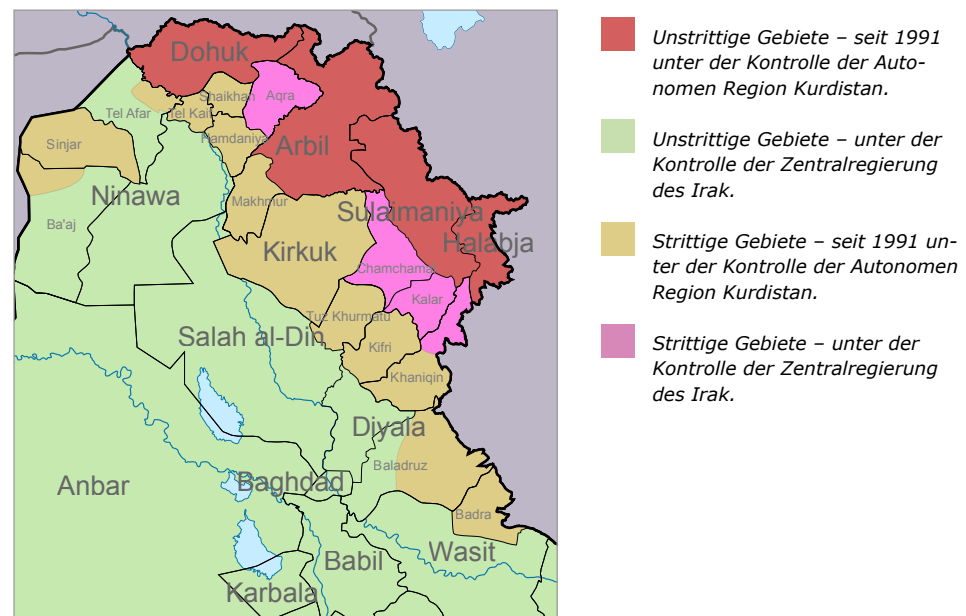 Dohuk
Shaikhan
Aqra
Tel Afar
Tel Kaif
Hamdaniya
Sinjar
Arbil
Ninawa
Makhmur
Sulaimaniya
Ba'aj
Kirkuk
Halabja
Chamchamal
Kalar
Tuz Khurmatu
Salah al-Din
Kifri
Khaniqin
Diyala
Baladruz
Anbar
Baghdad
Badra
Wasit
Babil
Karbala
Unstrittige Gebiete – seit 1991
unter der Kontrolle der Auto-
nomen Region Kurdistan.
Unstrittige Gebiete – unter der
Kontrolle der Zentralregierung
des Irak.
Strittige Gebiete – seit 1991 un-
ter der Kontrolle der Autonomen
Region Kurdistan.
Strittige Gebiete – unter der
Kontrolle der Zentralregierung
des Irak.